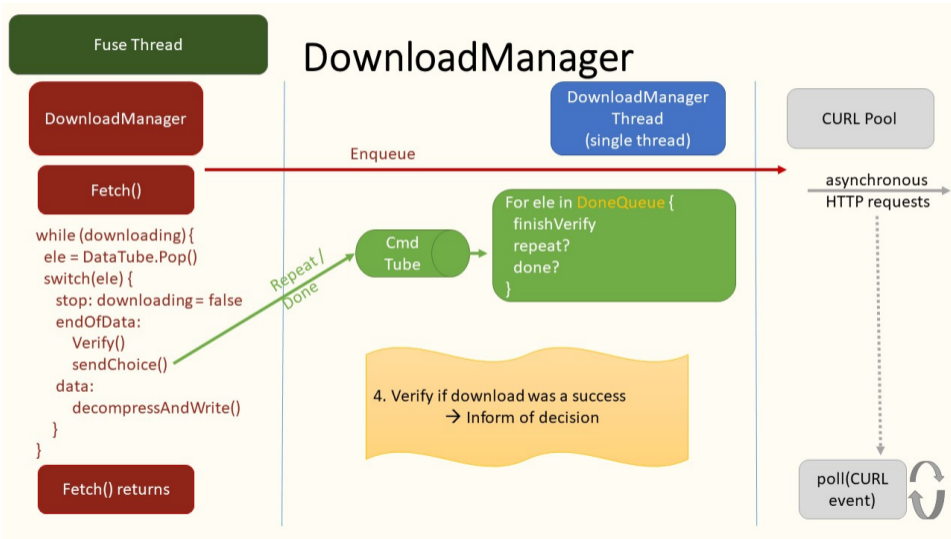 Fuse Thread
DownloadManager
DownloadManager
Fetch()
while (downloading) {
ele = DataTube.Pop()
switch(ele) {
stop: downloading = false
endOfData:
Verify()
sendChoice()
data:
decompressAndWrite()
}
}
Fetch() returns
Enqueue
Repeat /
Done
Cmd
Tube
DownloadManager
Thread
(single thread)
For ele in DoneQueue {
finishVerify
repeat?
done?
}
4. Verify if download was a success
→ Inform of decision
CURL Pool
asynchronous
HTTP requests
poll(CURL
event)